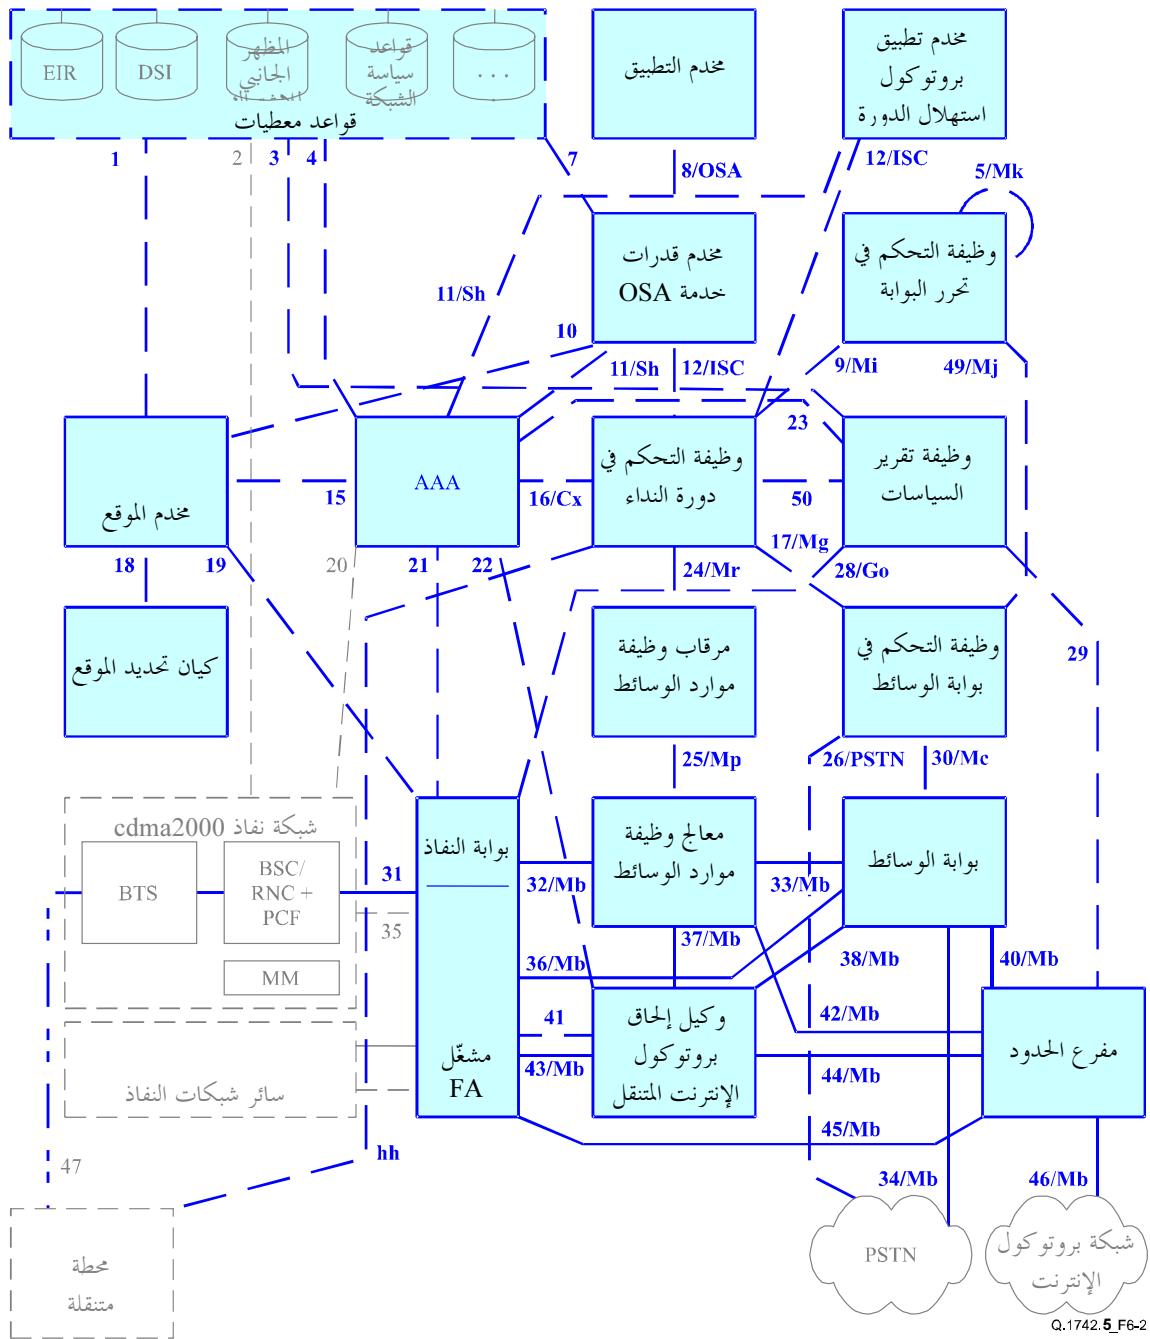 EIR
DSI
المظهر
الجانبي
قواعد
سياسة
الشبكة
. . .
.
قواعد معطيات
مخدم التطبيق
مخدم تطبيق
بروتوكول
استهلال الدورة
1
2
3
4
7
8/OSA
12/ISC
5/Mk
مخدم قدرات
خدمة OSA
وظيفة التحكم في
تحرر البوابة
11/Sh
10
11/Sh
12/ISC
9/Mi
49/Mj
23
مخدم الموقع
AAA
وظيفة التحكم في
دورة النداء
وظيفة تقرير
السياسات
15
16/Cx
50
17/Mg
18
19
20
21
22
24/Mr
28/Go
29
كيان تحديد الموقع
مرقاب وظيفة
موارد الوسائط
وظيفة التحكم في
بوابة الوسائط
25/Mp
26/PSTN
30/Mc
شبكة نفاذ cdma2000
BTS
BSC/
RNC +
PCF
MM
31
35
بوابة النفاذ
مشغّل
FA
معالج وظيفة
موارد الوسائط
بوابة الوسائط
32/Mb
33/Mb
36/Mb
37/Mb
38/Mb
40/Mb
41
42/Mb
43/Mb
44/Mb
45/Mb
وكيل إلحاق
بروتوكول
الإنترنت المتنقل
مفرع الحدود
سائر شبكات النفاذ
47
hh
34/Mb
46/Mb
محطة
متنقلة
PSTN
شبكة بروتوكول
الإنترنت
Q.1742.5_F6-2